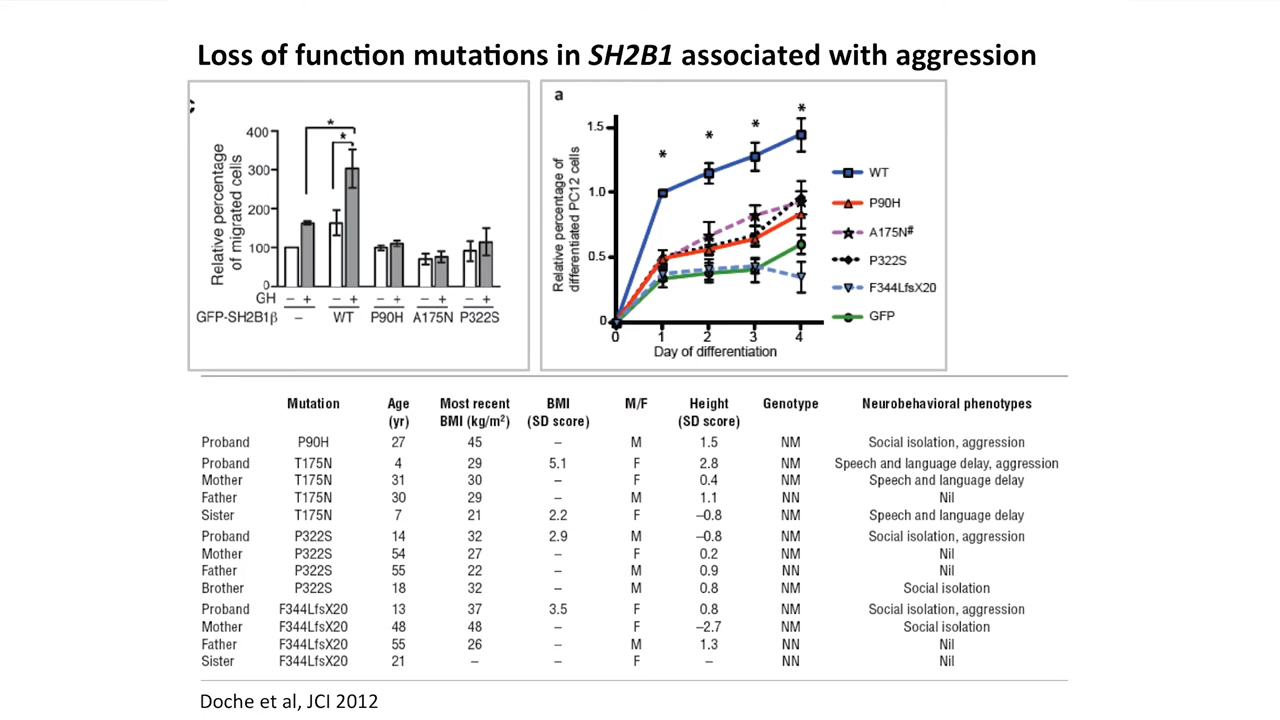 Loss of function mutations in SH2B1 associated with aggression
Relative percentage
of migrated cells
400
300
200
100
0
*
*
GH – + – + – + – + – +
GFP-SH2B1β – WT P90H A175N P322S
a
Relative percentage of
differentiated PC12 cells
1.5
1.0
0.5
0
* * * *
0 1 2 3 4
Day of differentiation
WT
P90H
A175N#
P322S
F344LfsX20
GFP
Mutation Age (yr) Most recent BMI (kg/m²) BMI (SD score) M/F Height (SD score) Genotype Neurobehavioral phenotypes
Proband P90H 27 45 – M 1.5 NM Social isolation, aggression
Proband T175N 4 29 5.1 F 2.8 NM Speech and language delay, aggression
Mother T175N 31 30 – F 0.4 NM Speech and language delay
Father T175N 30 29 – M 1.1 NN Nil
Sister T175N 7 21 2.2 F –0.8 NM Speech and language delay
Proband P322S 14 32 2.9 M –0.8 NM Social isolation, aggression
Mother P322S 54 27 – F 0.2 NM Nil
Father P322S 55 22 – M 0.9 NN Nil
Brother P322S 18 32 – M 0.8 NM Social isolation
Proband F344LfsX20 13 37 3.5 F 0.8 NM Social isolation, aggression
Mother F344LfsX20 48 48 – F –2.7 NM Social isolation
Father F344LfsX20 55 26 – M 1.3 NN Nil
Sister F344LfsX20 21 – – F – NN Nil
Doche et al, JCI 2012